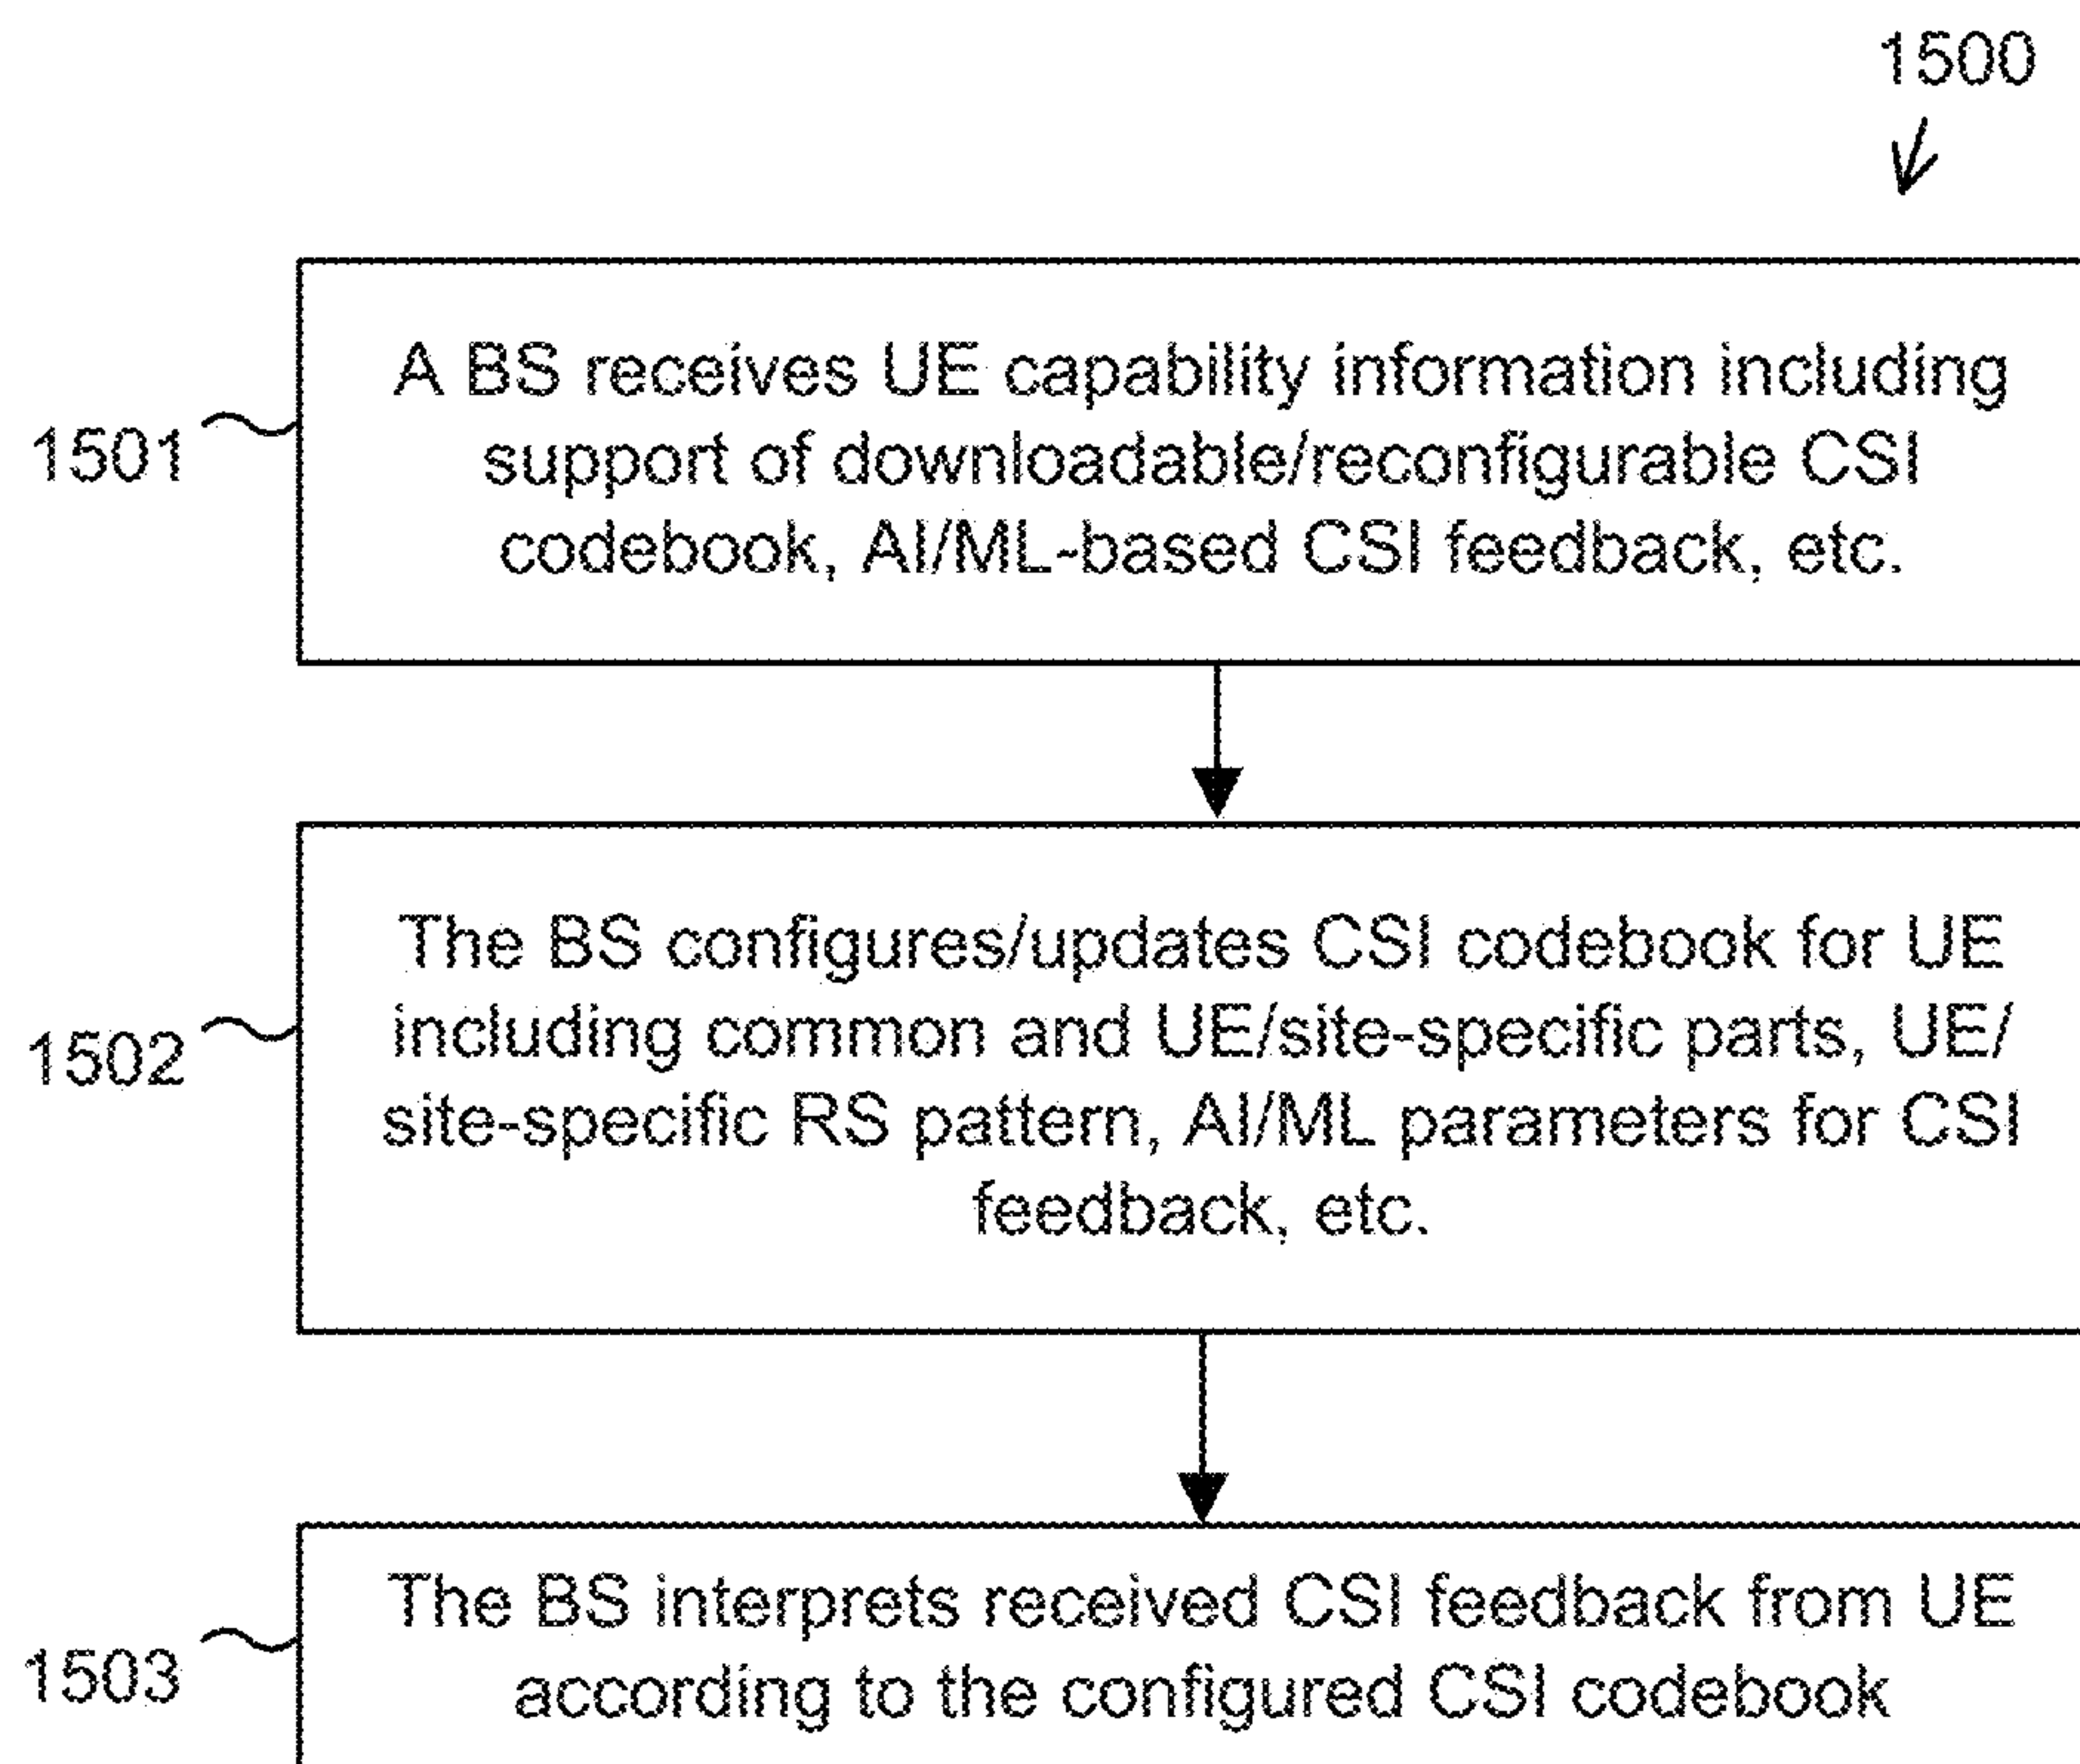 1500
A BS receives UE capability information including
support of downloadable/reconfigurable CSI
codebook, AI/ML-based CSI feedback, etc.
1501
The BS configures/updates CSI codebook for UE
including common and UE/site-specific parts, UE/
site-specific RS pattern, AI/ML parameters for CSI
feedback, etc.
1502
The BS interprets received CSI feedback from UE
according to the configured CSI codebook
1503